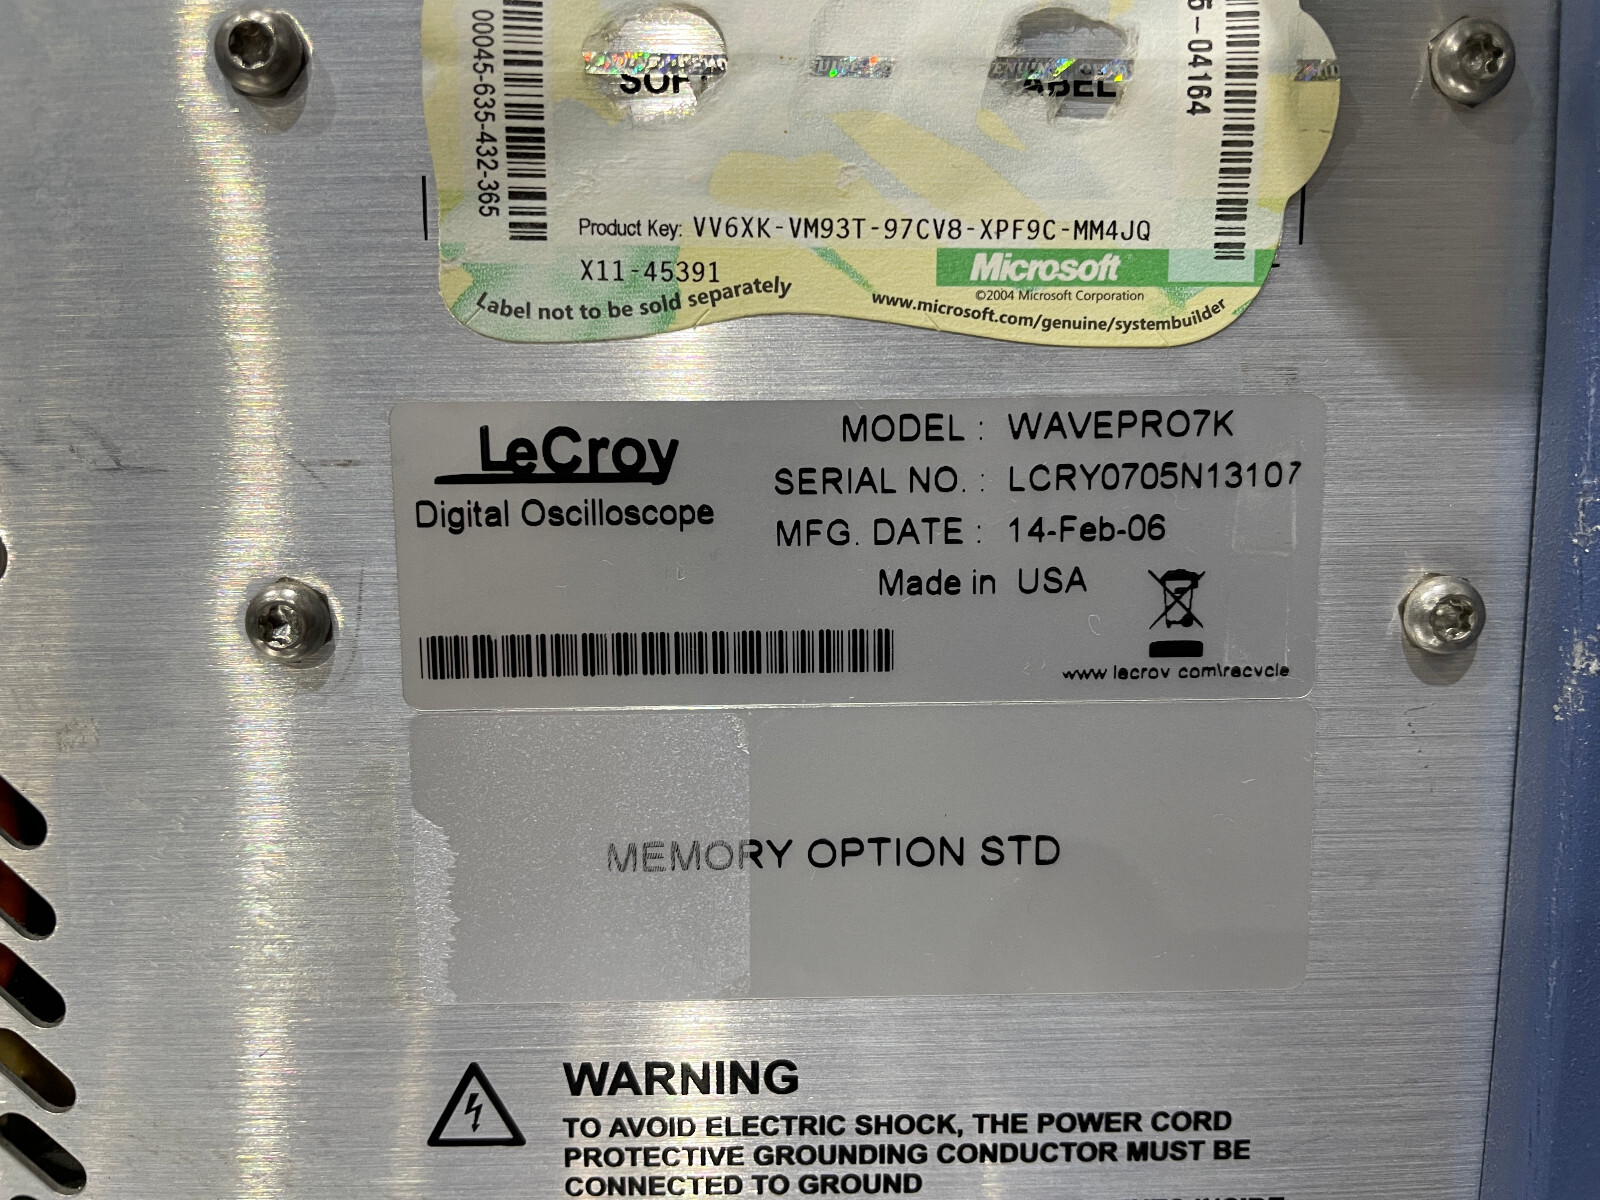 00045-635-432-365
5-04164
Product Key: VV6XK-VM93T-97CV8-XPF9C-MM4JQ
X11-45391
Microsoft
©2004 Microsoft Corporation
Label not to be sold separately
www.microsoft.com/genuine/systembuilder
LeCroy
Digital Oscilloscope
MODEL : WAVEPRO7K
SERIAL NO. : LCRY0705N13107
MFG. DATE : 14-Feb-06
Made in USA
www lecroy com\recycle
MEMORY OPTION STD
WARNING
TO AVOID ELECTRIC SHOCK, THE POWER CORD
PROTECTIVE GROUNDING CONDUCTOR MUST BE
CONNECTED TO GROUND